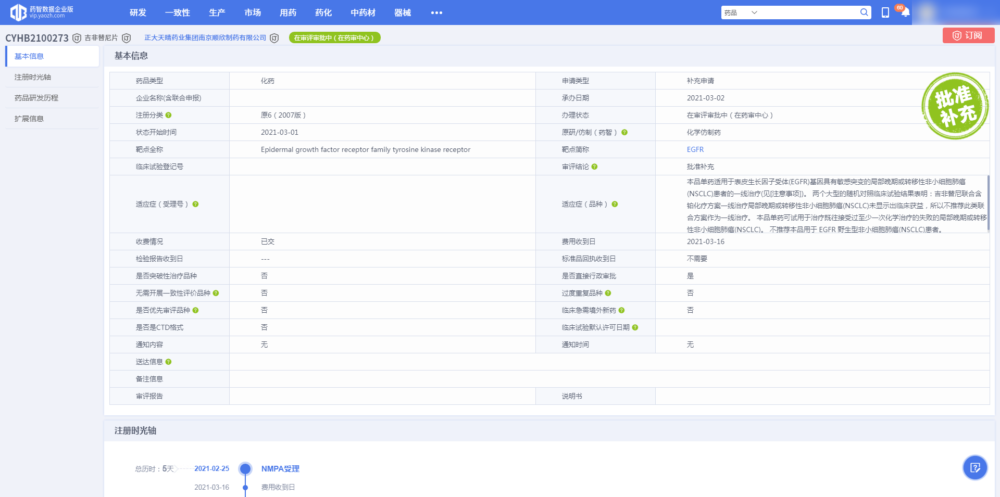 药智数据企业版
vip.yaozh.com
研发 一致性 生产 市场 用药 药化 中药材 器械 •••
药品
60
CYHB2100273 订 吉非替尼片 订 正大天晴药业集团南京顺欣制药有限公司 订 在审评审批中（在药审中心）
订 订阅
基本信息
注册时光轴
药品研发历程
扩展信息
基本信息
药品类型 化药 申请类型 补充申请
企业名称(含联合申报) 承办日期 2021-03-02
注册分类 ? 原6（2007版） 办理状态 在审评审批中（在药审中心）
状态开始时间 2021-03-01 原研/仿制（药智） ? 化学仿制药
靶点全称 Epidermal growth factor receptor family tyrosine kinase receptor 靶点简称 EGFR
临床试验登记号 审评结论 ? 批准补充
批准
补充
适应症（受理号） ? 适应症（品种） ?
本品单药适用于表皮生长因子受体(EGFR)基因具有敏感突变的局部晚期或转移性非小细胞肺癌
(NSCLC)患者的一线治疗(见[注意事项])。 两个大型的随机对照临床试验结果表明：吉非替尼联合含
铂化疗方案一线治疗局部晚期或转移性非小细胞肺癌(NSCLC)未显示出临床获益，所以不推荐此类联
合方案作为一线治疗。 本品单药可试用于治疗既往接受过至少一次化学治疗的失败的局部晚期或转移
性非小细胞肺癌(NSCLC)。 不推荐本品用于 EGFR 野生型非小细胞肺癌(NSCLC)患者。
收费情况 已交 费用收到日 2021-03-16
检验报告收到日 --- 标准品回执收到日 不需要
是否突破性治疗品种 否 是否直接行政审批 是
无需开展一致性评价品种 ? 否 过度重复品种 ? 否
是否优先审评品种 ? 否 临床急需境外新药 ? 否
是否是CTD格式 否 临床试验默认许可日期 ?
通知内容 无 通知时间 无
送达信息 ?
备注信息
审评报告 说明书
注册时光轴
总历时：5天 2021-02-25 NMPA受理
2021-03-16 费用收到日